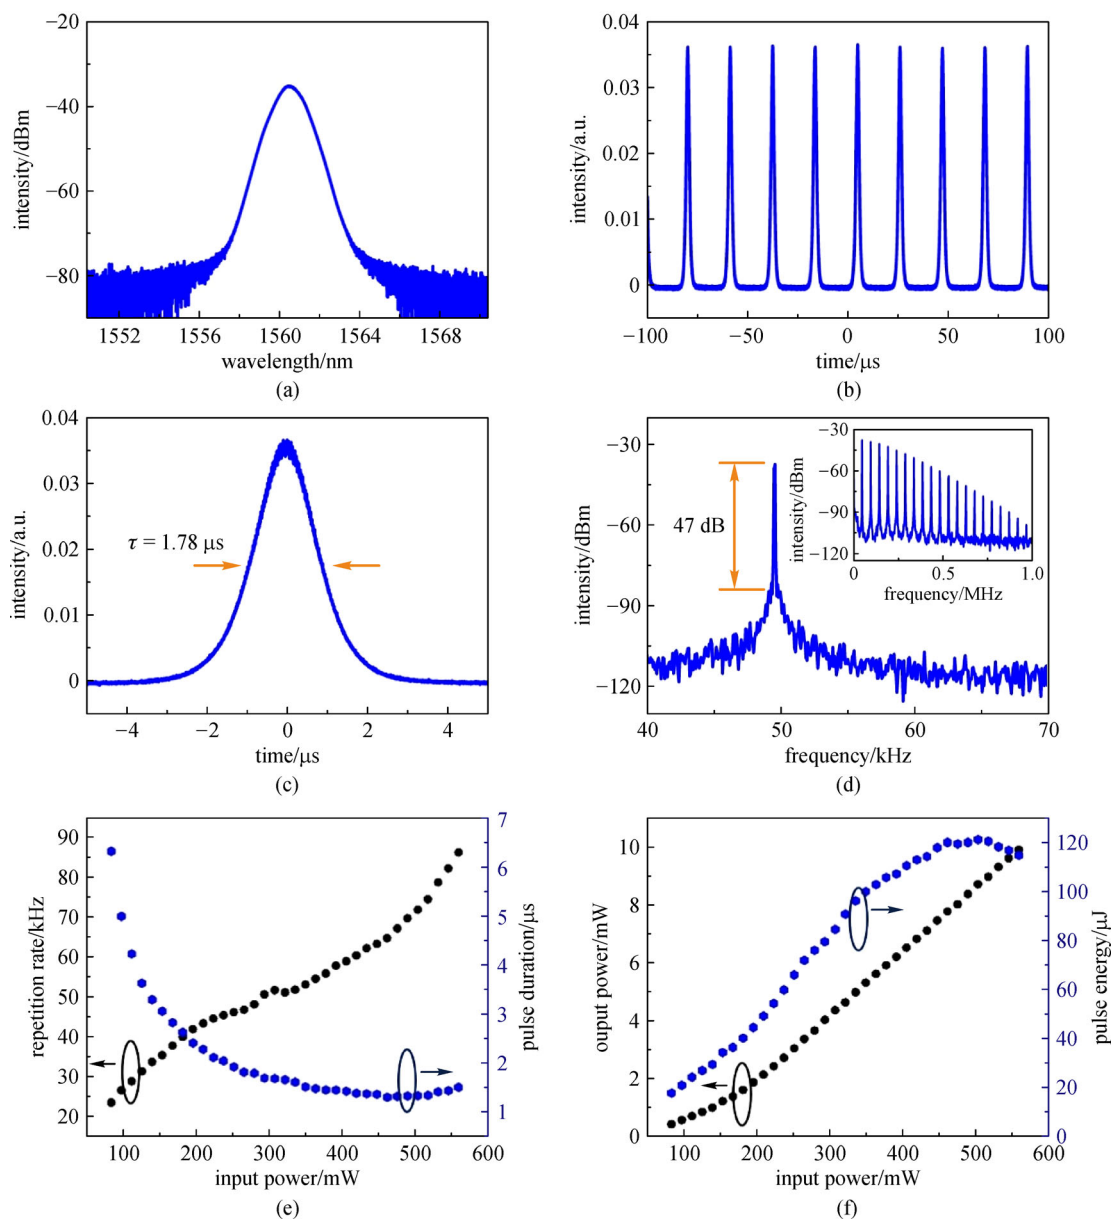 −20
−40
−60
−80
intensity/dBm
1552 1556 1560 1564 1568
wavelength/nm
(a)
0.04
0.03
0.02
0.01
0
intensity/a.u.
−100 −50 0 50 100
time/μs
(b)
0.04
0.03
0.02
0.01
0
intensity/a.u.
τ = 1.78 μs
−4 −2 0 2 4
time/μs
(c)
−30
−60
−90
−120
intensity/dBm
47 dB
40 50 60 70
frequency/kHz
−30
−60
−90
−120
intensity/dBm
0 0.5 1.0
frequency/MHz
(d)
90
80
70
60
50
40
30
20
repetition rate/kHz
7
6
5
4
3
2
1
pulse duration/μs
100 200 300 400 500 600
input power/mW
(e)
10
8
6
4
2
0
ouput power/mW
120
100
80
60
40
20
0
pulse energy/μJ
0 100 200 300 400 500 600
input power/mW
(f)